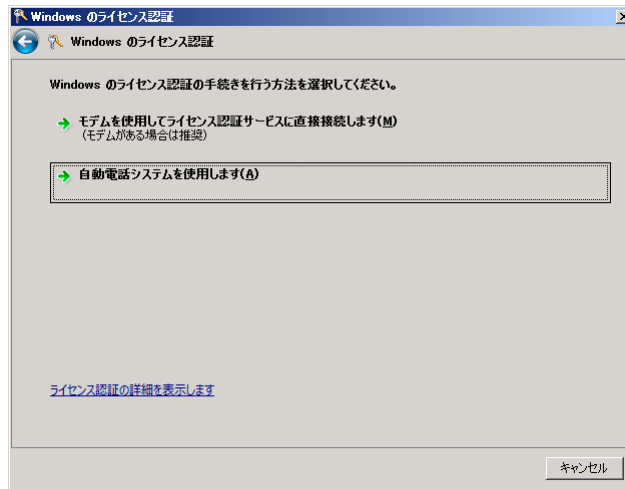 Windows のライセンス認証
Windows のライセンス認証
Windows のライセンス認証の手続きを行う方法を選択してください。
モデムを使用してライセンス認証サービスに直接接続します(M)
(モデムがある場合は推奨)
自動電話システムを使用します(A)
ライセンス認証の詳細を表示します
キャンセル